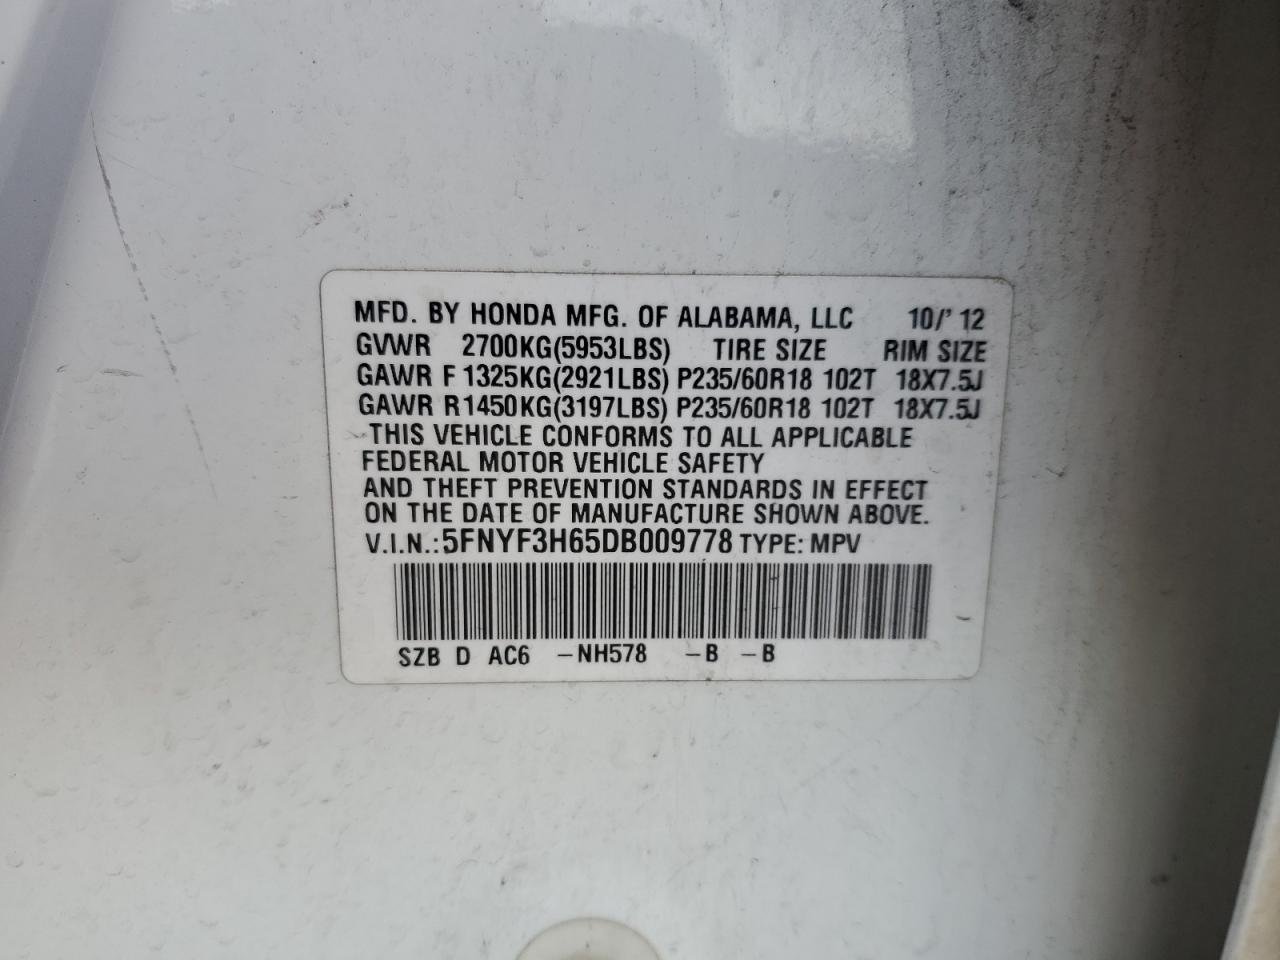 MFD. BY HONDA MFG. OF ALABAMA, LLC 10/' 12
GVWR 2700KG(5953LBS) TIRE SIZE RIM SIZE
GAWR F 1325KG(2921LBS) P235/60R18 102T 18X7.5J
GAWR R1450KG(3197LBS) P235/60R18 102T 18X7.5J
THIS VEHICLE CONFORMS TO ALL APPLICABLE
FEDERAL MOTOR VEHICLE SAFETY
AND THEFT PREVENTION STANDARDS IN EFFECT
ON THE DATE OF MANUFACTURE SHOWN ABOVE.
V.I.N.:5FNYF3H65DB009778 TYPE: MPV
SZB D AC6 –NH578 –B –B